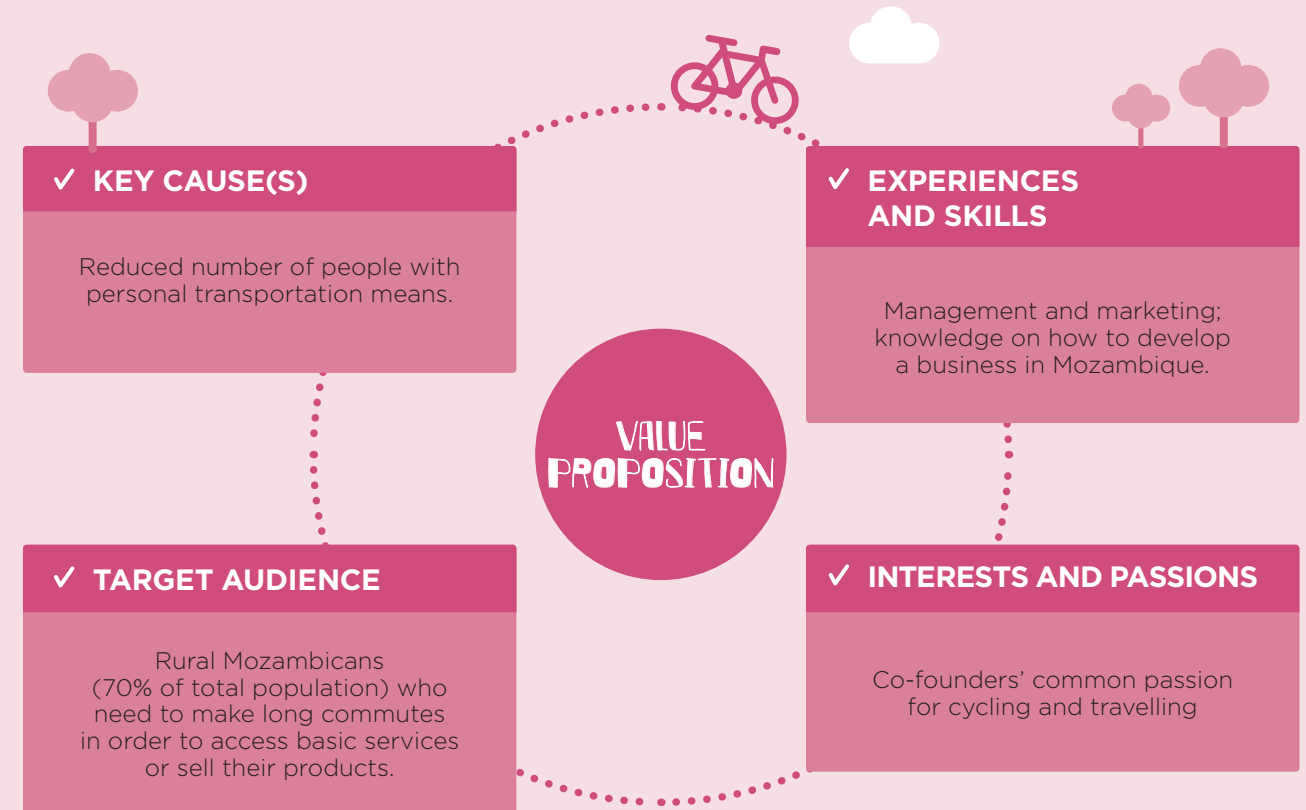 ✓ KEY CAUSE(S)
Reduced number of people with
personal transportation means.
✓ EXPERIENCES
AND SKILLS
Management and marketing;
knowledge on how to develop
a business in Mozambique.
VALUE
PROPOSITION
✓ TARGET AUDIENCE
Rural Mozambicans
(70% of total population) who
need to make long commutes
in order to access basic services
or sell their products.
✓ INTERESTS AND PASSIONS
Co-founders’ common passion
for cycling and travelling